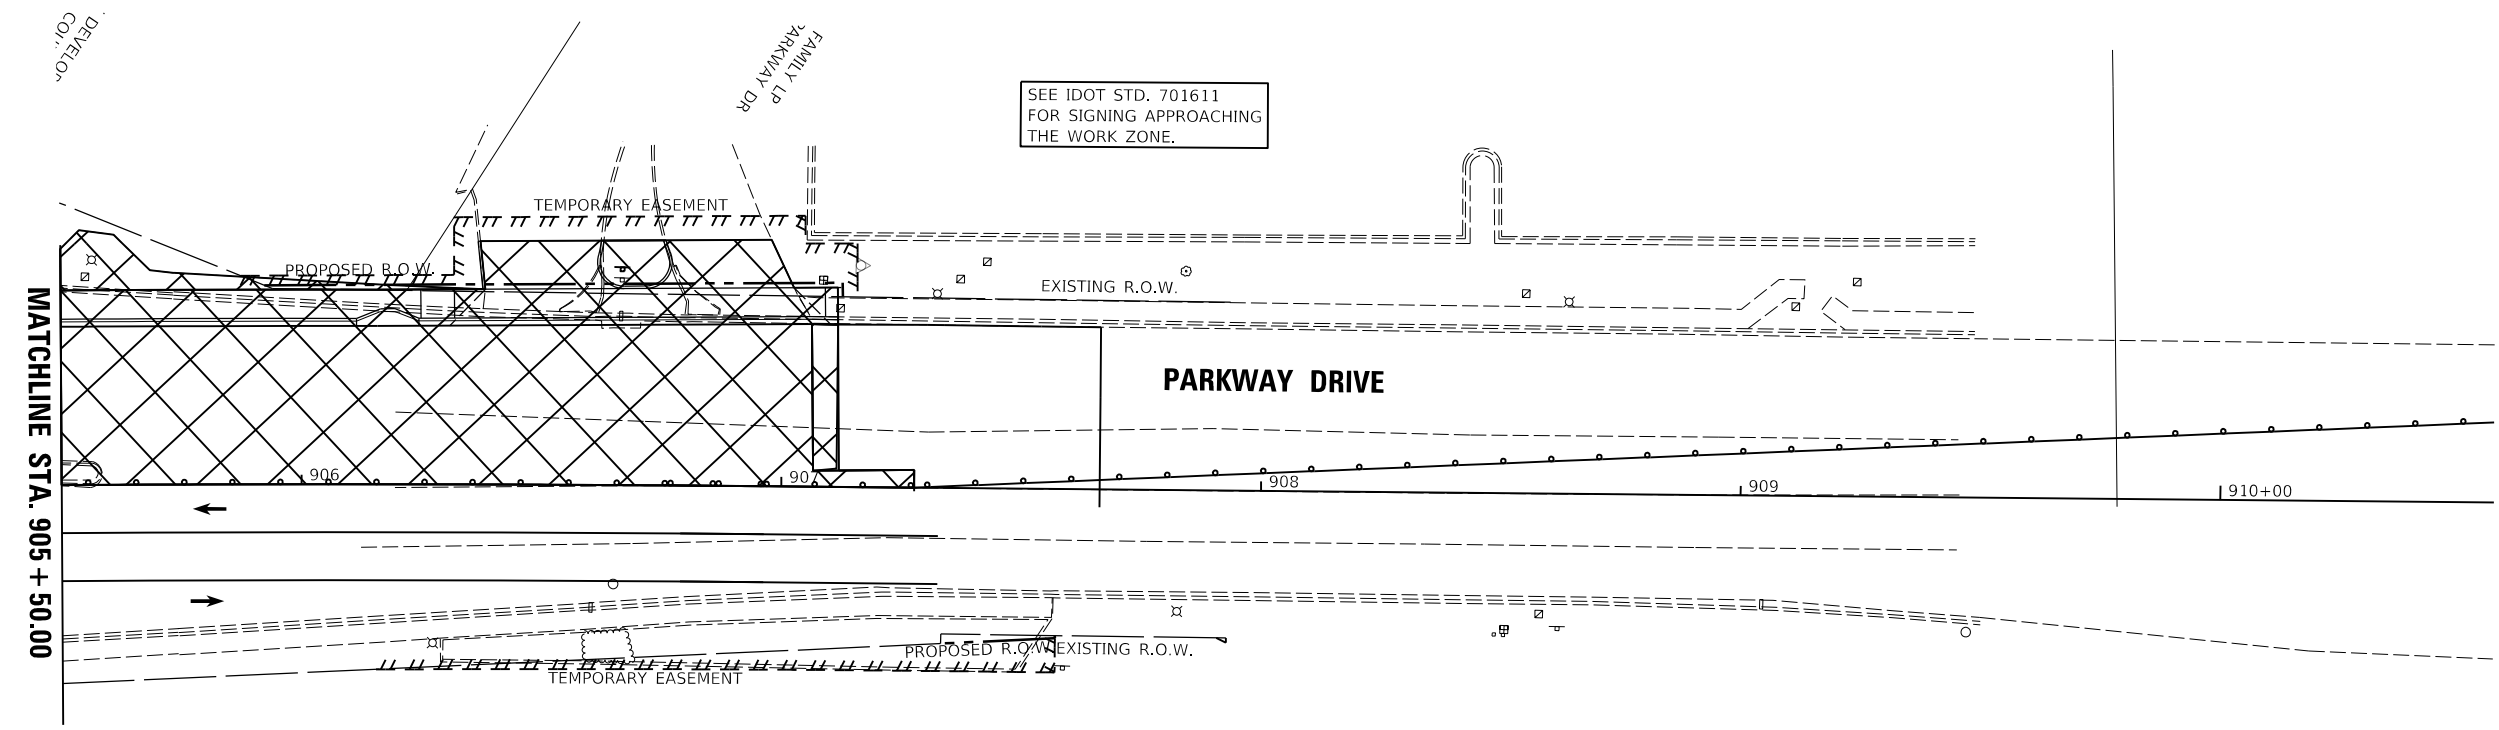 FAMILY LP
PARKWAY DR
SEE IDOT STD. 701611
FOR SIGNING APPROACHING
THE WORK ZONE.
TEMPORARY EASEMENT
PROPOSED R.O.W.
EXISTING R.O.W.
PARKWAY DRIVE
MATCHLINE STA. 905+50.00
906
907
908
909
910+00
PROPOSED R.O.W.
EXISTING R.O.W.
TEMPORARY EASEMENT